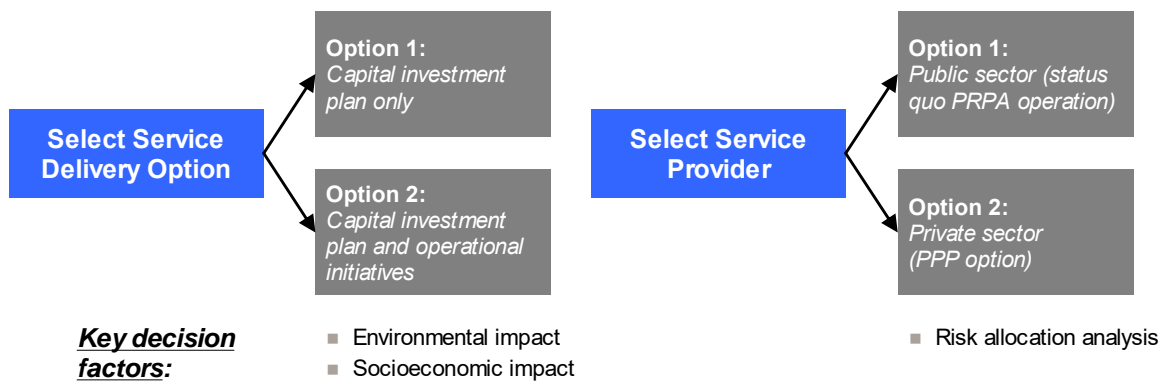 Select Service
Delivery Option
Option 1:
Capital investment
plan only
Option 2:
Capital investment
plan and operational
initiatives
Select Service
Provider
Option 1:
Public sector (status
quo PRPA operation)
Option 2:
Private sector
(PPP option)
Key decision
factors:
■ Environmental impact
■ Socioeconomic impact
■ Risk allocation analysis